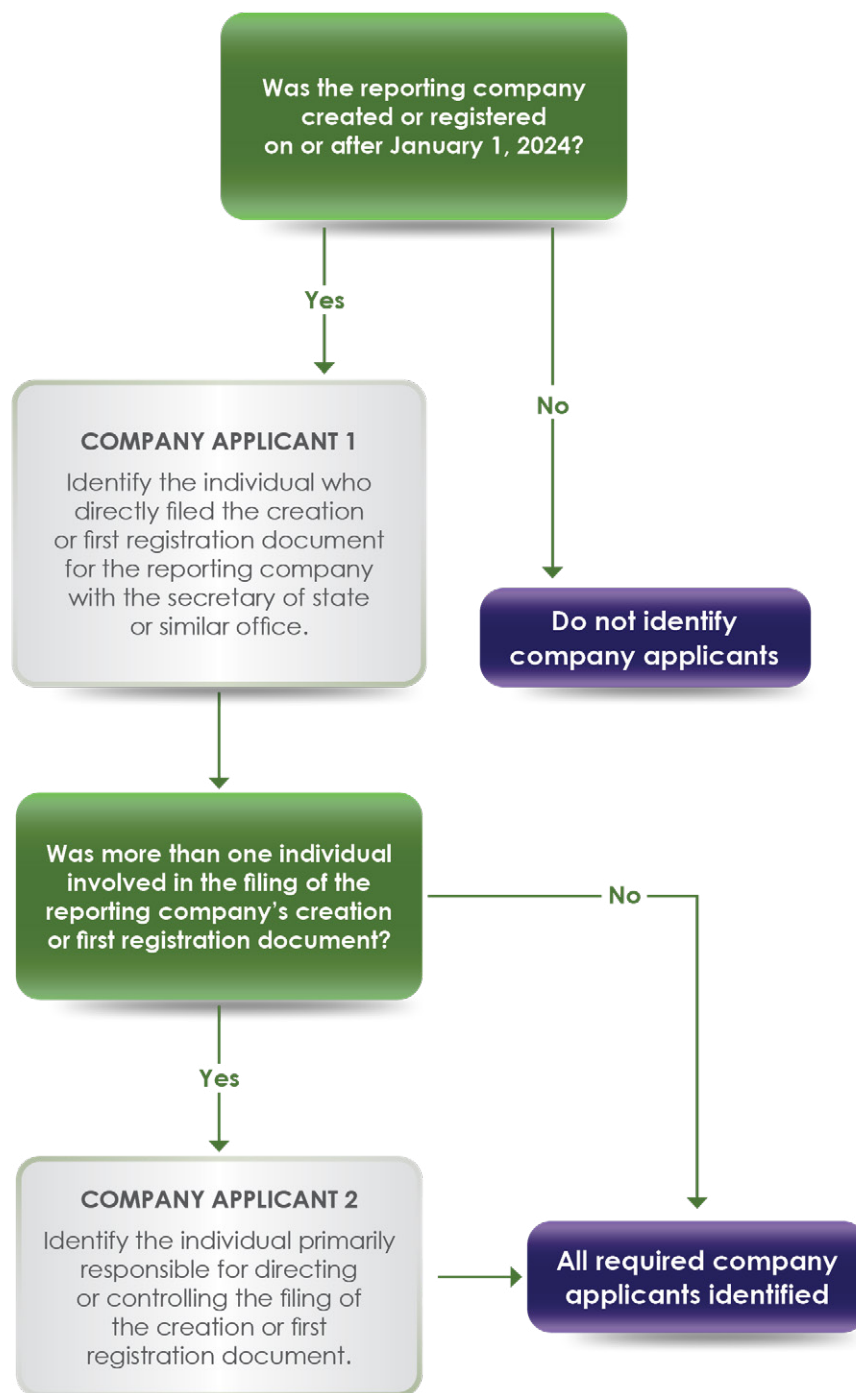 Was the reporting company
created or registered
on or after January 1, 2024?
Yes
No
COMPANY APPLICANT 1
Identify the individual who
directly filed the creation
or first registration document
for the reporting company
with the secretary of state
or similar office.
Do not identify
company applicants
Was more than one individual
involved in the filing of the
reporting company’s creation
or first registration document?
No
Yes
COMPANY APPLICANT 2
Identify the individual primarily
responsible for directing
or controlling the filing of
the creation or first
registration document.
All required company
applicants identified